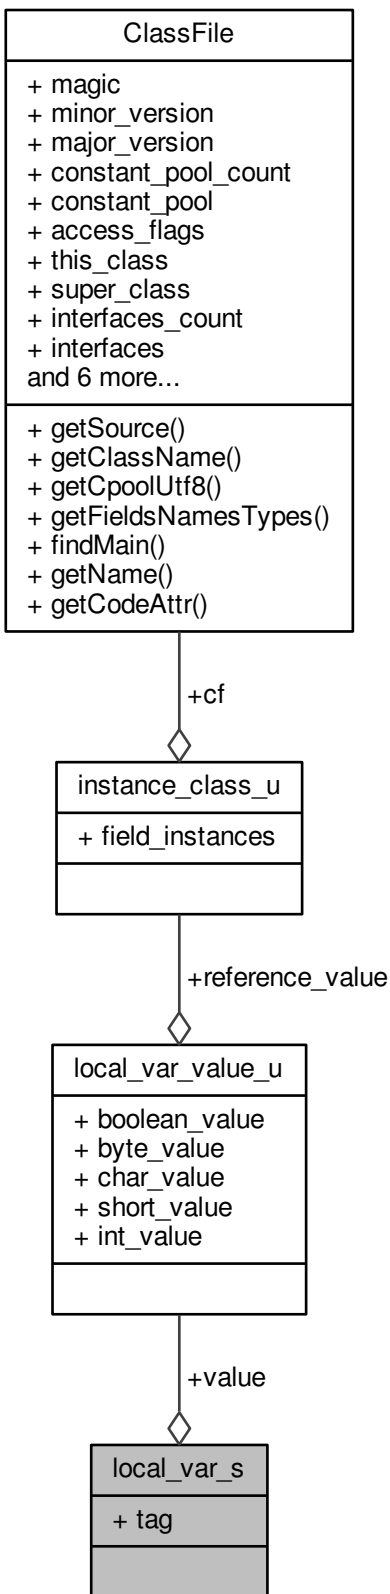 ClassFile
+ magic
+ minor_version
+ major_version
+ constant_pool_count
+ constant_pool
+ access_flags
+ this_class
+ super_class
+ interfaces_count
+ interfaces
and 6 more...
+ getSource()
+ getClassName()
+ getCpoolUtf8()
+ getFieldsNamesTypes()
+ findMain()
+ getName()
+ getCodeAttr()
+cf
instance_class_u
+ field_instances
+reference_value
local_var_value_u
+ boolean_value
+ byte_value
+ char_value
+ short_value
+ int_value
+value
local_var_s
+ tag